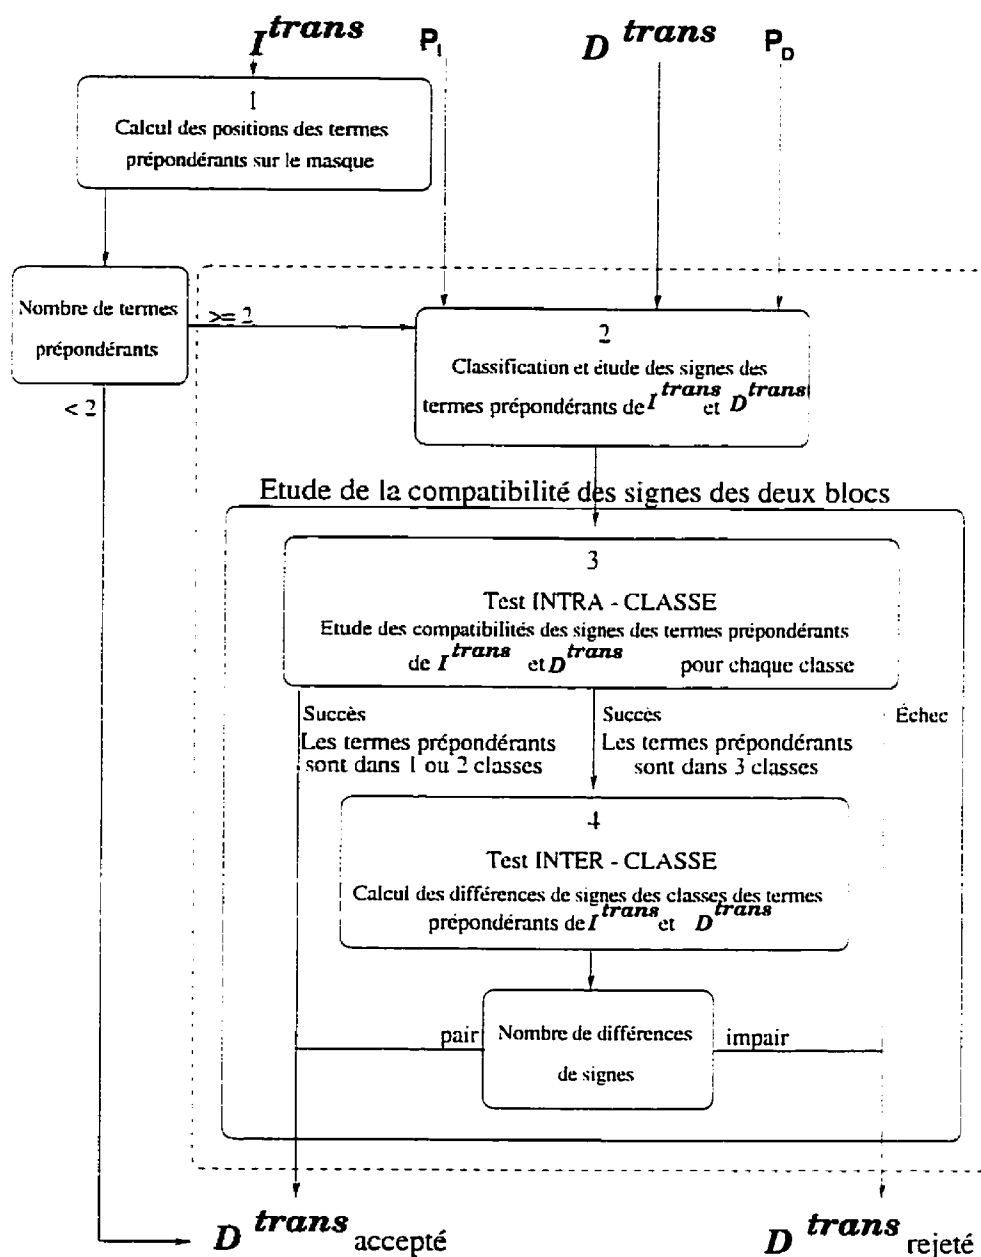 I trans P_I D trans P_D
1
Calcul des positions des termes
prépondérants sur le masque
Nombre de termes
prépondérants
>= 2
< 2
2
Classification et étude des signes des
termes prépondérants de I trans et D trans
Etude de la compatibilité des signes des deux blocs
3
Test INTRA - CLASSE
Etude des compatibilités des signes des termes prépondérants
de I trans et D trans pour chaque classe
Succès
Les termes prépondérants
sont dans 1 ou 2 classes
Succès
Les termes prépondérants
sont dans 3 classes
Échec
4
Test INTER - CLASSE
Calcul des différences de signes des classes des termes
prépondérants de I trans et D trans
pair
Nombre de différences
de signes
impair
D trans accepté
D trans rejeté